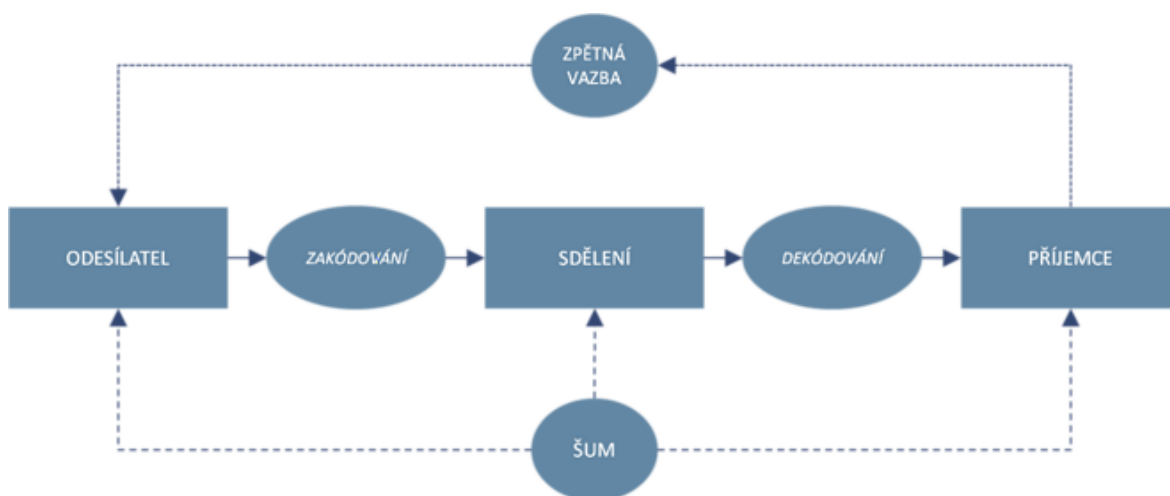 ZPĚTNÁ
VAZBA
ODESÍLATEL
ZAKÓDOVÁNÍ
SDĚLENÍ
DEKÓDOVÁNÍ
PŘÍJEMCE
ŠUM